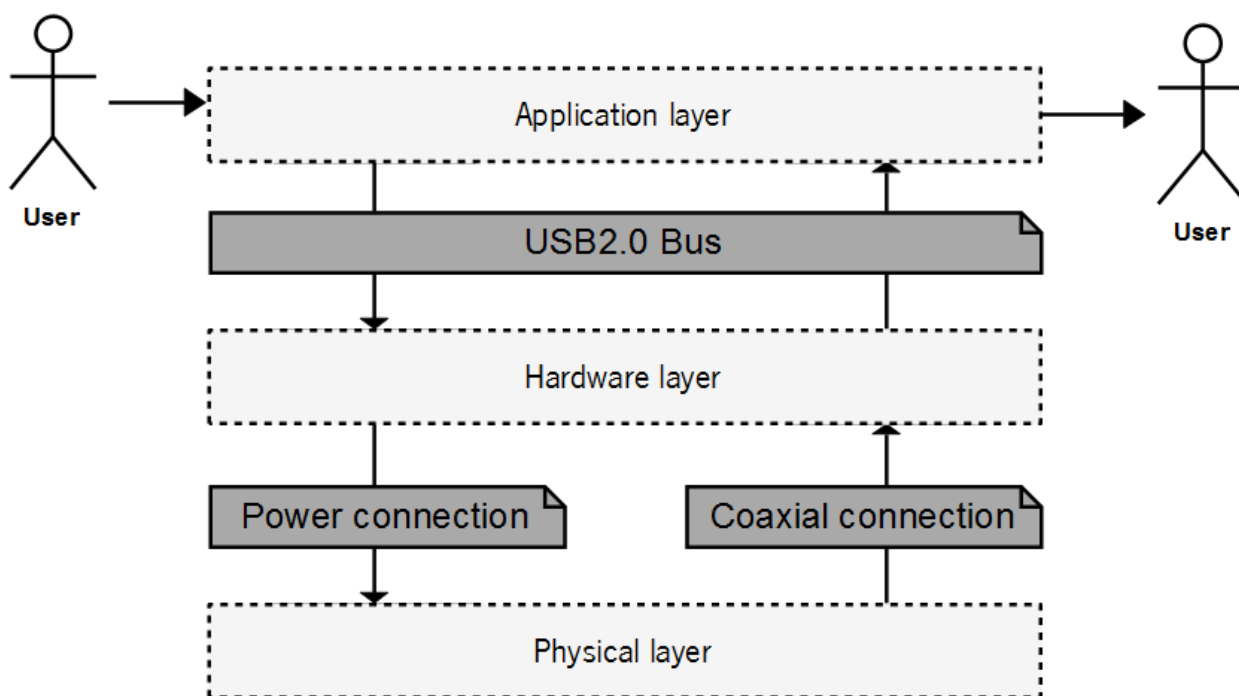 Application layer
User
User
USB2.0 Bus
Hardware layer
Power connection
Coaxial connection
Physical layer